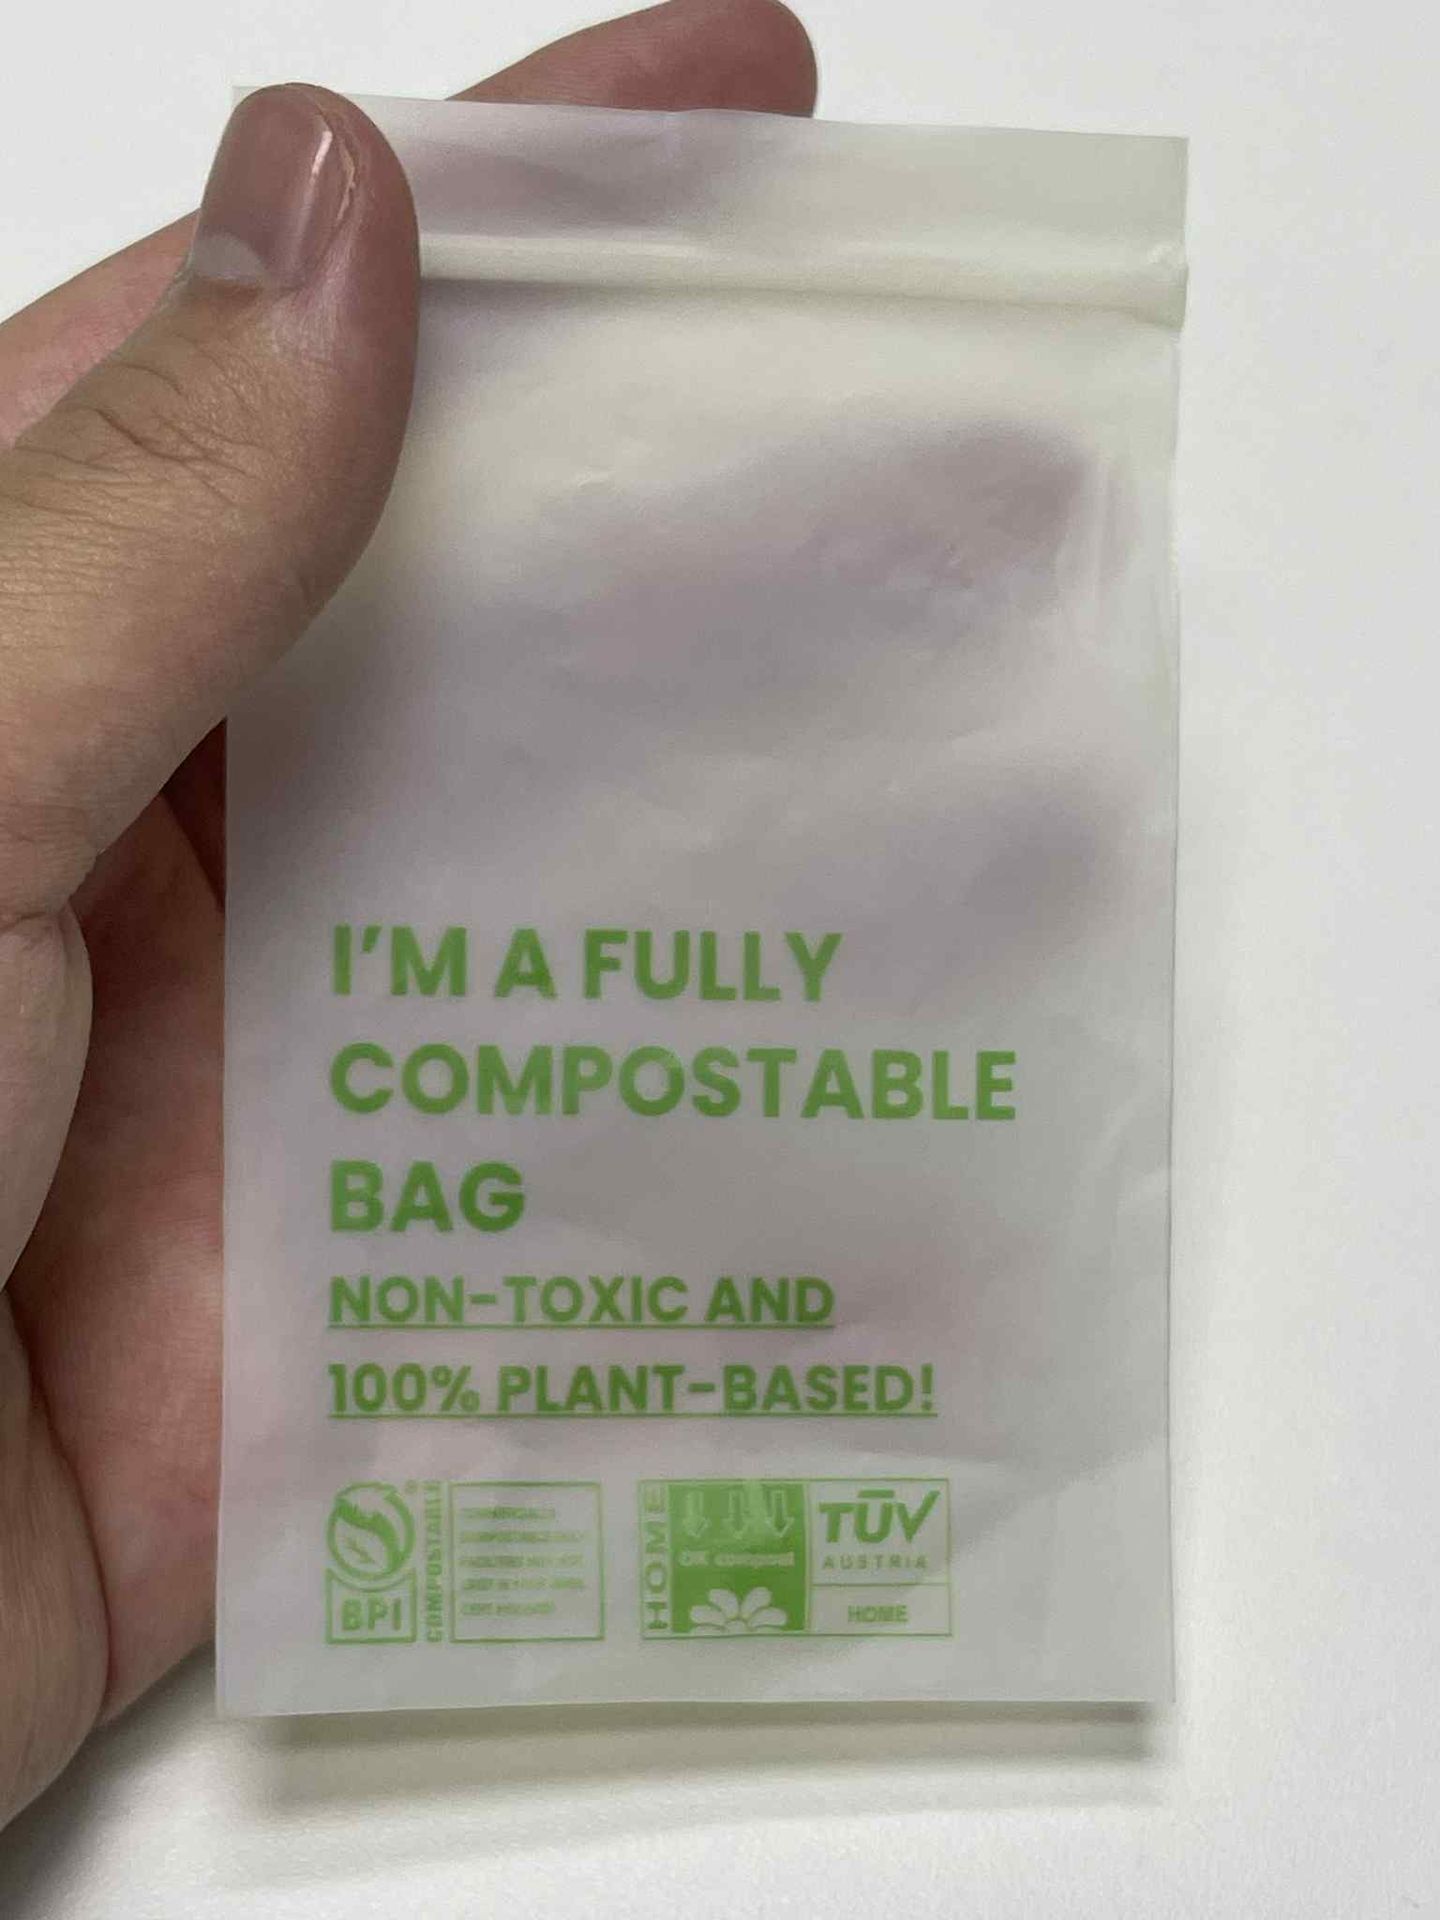 I'M A FULLY
COMPOSTABLE
BAG
NON-TOXIC AND
100% PLANT-BASED!
BPI
COMPOSTABLE
HOME
OK compost
TÜV
AUSTRIA
HOME